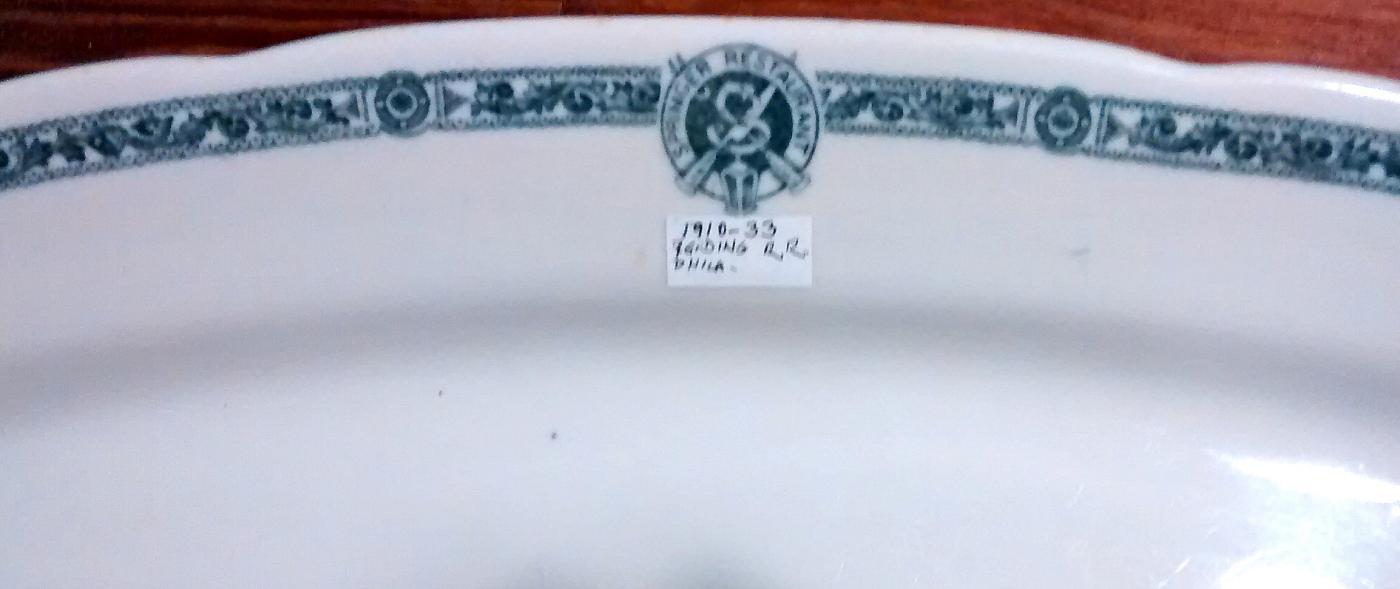 RESTAURANT
S
1910-33
READING R.R.
PHILA-